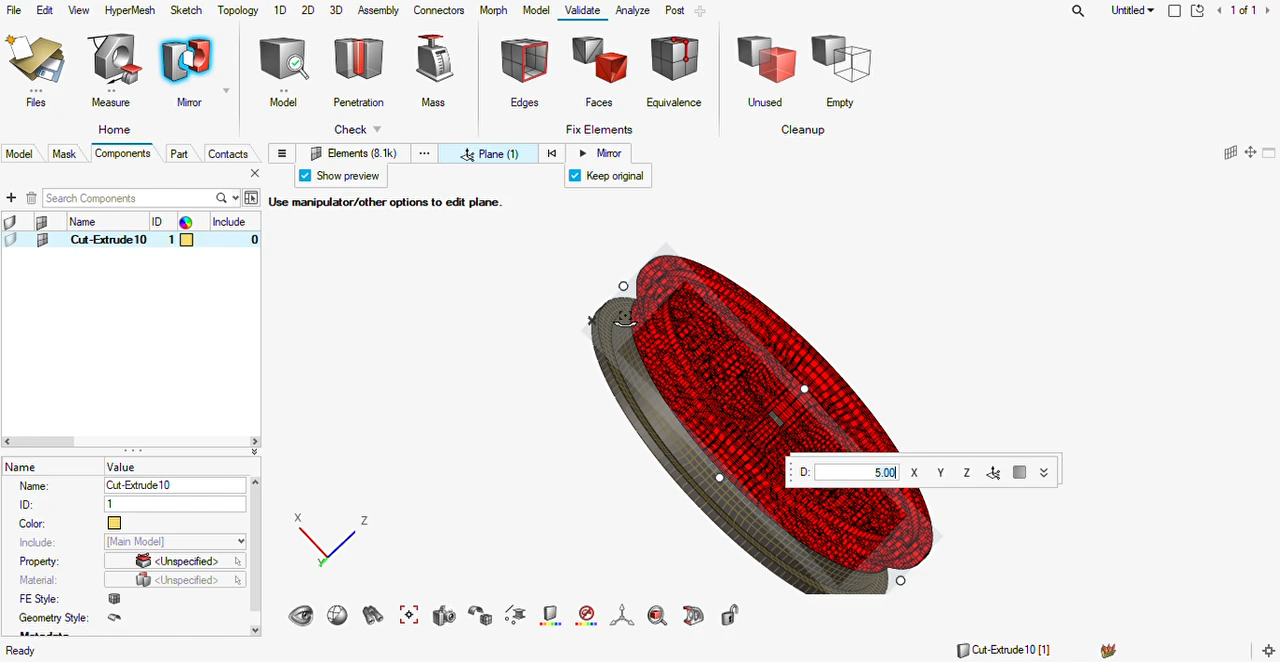 File Edit View HyperMesh Sketch Topology 1D 2D 3D Assembly Connectors Morph Model Validate Analyze Post Untitled 1 of 1
Files Measure Mirror Model Penetration Mass Edges Faces Equivalence Unused Empty
Home Check Fix Elements Cleanup
Model Mask Components Part Contacts Elements (8.1k) ... Plane (1) Mirror
Show preview Keep original
Search Components
Use manipulator/other options to edit plane.
Name ID Include
Cut-Extrude10 1 0
D: 5.00 X Y Z
Name Value
Name: Cut-Extrude10
ID: 1
Color:
Include: [Main Model]
Property: <Unspecified>
Material: <Unspecified>
FE Style:
Geometry Style:
Metadata
X Z
Y
Ready Cut-Extrude10 [1]